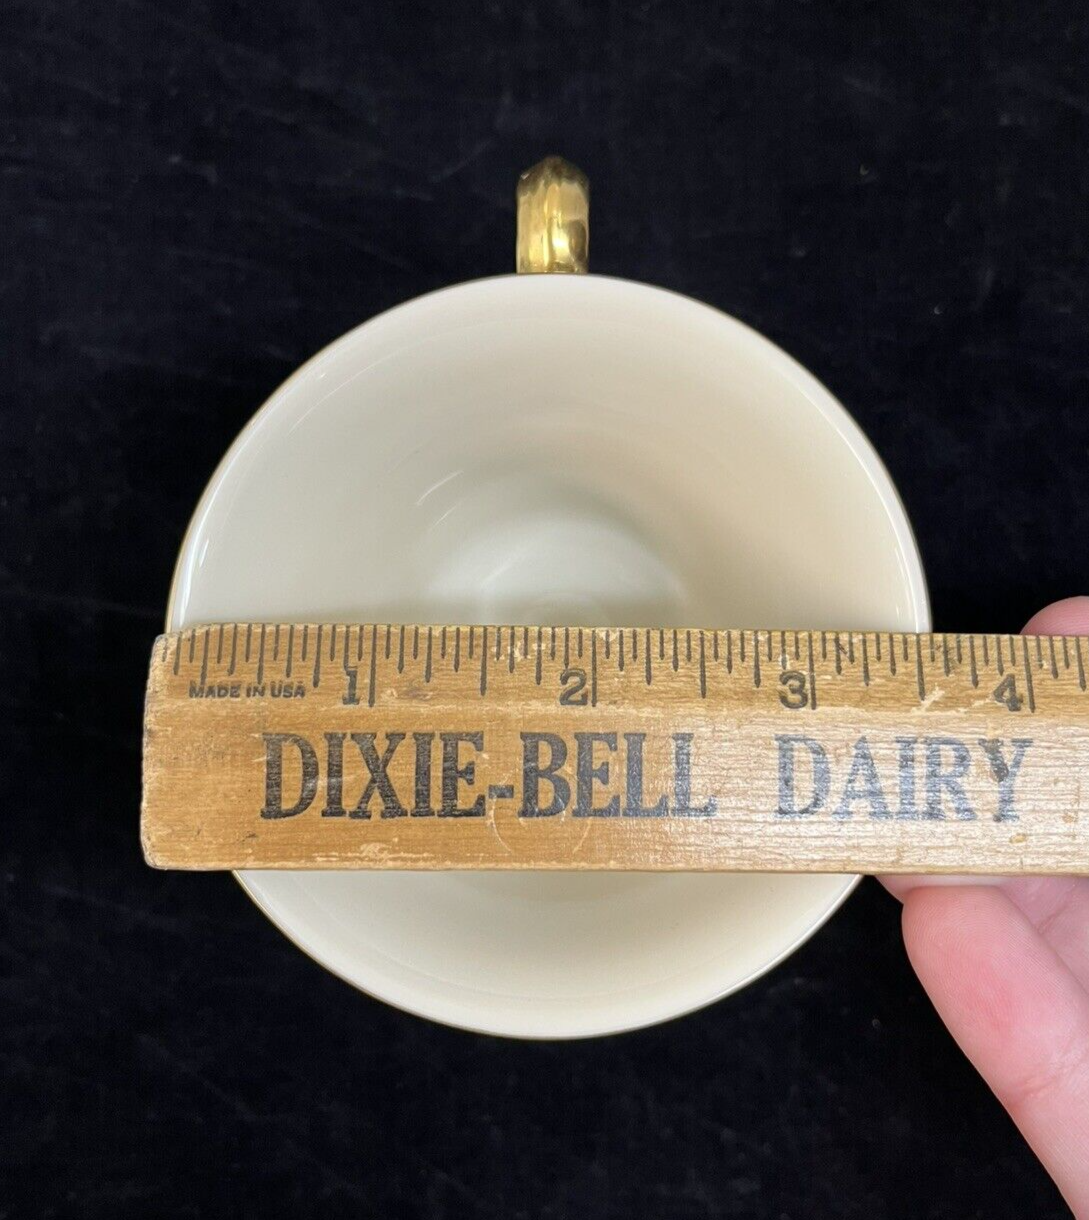 1 2 3 4
MADE IN USA
DIXIE-BELL DAIRY